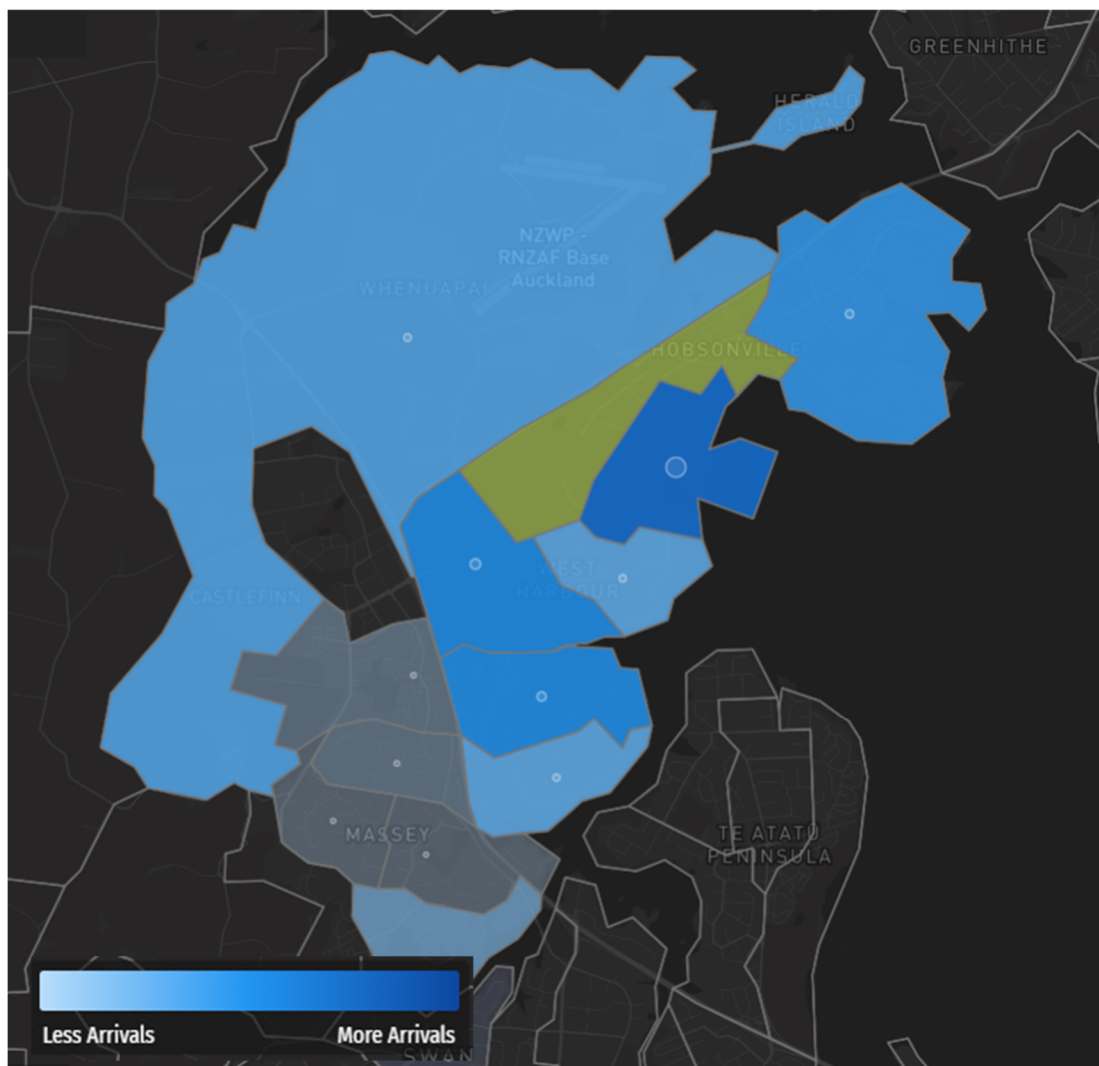 GREENHITHE
HERALD
ISLAND
NZWP -
RNZAF Base
Auckland
WHENUAPAI
HOBSONVILLE
WEST
HARBOUR
CASTLEFINN
MASSEY
TE ATATŪ
PENINSULA
Less Arrivals
More Arrivals
SWAN